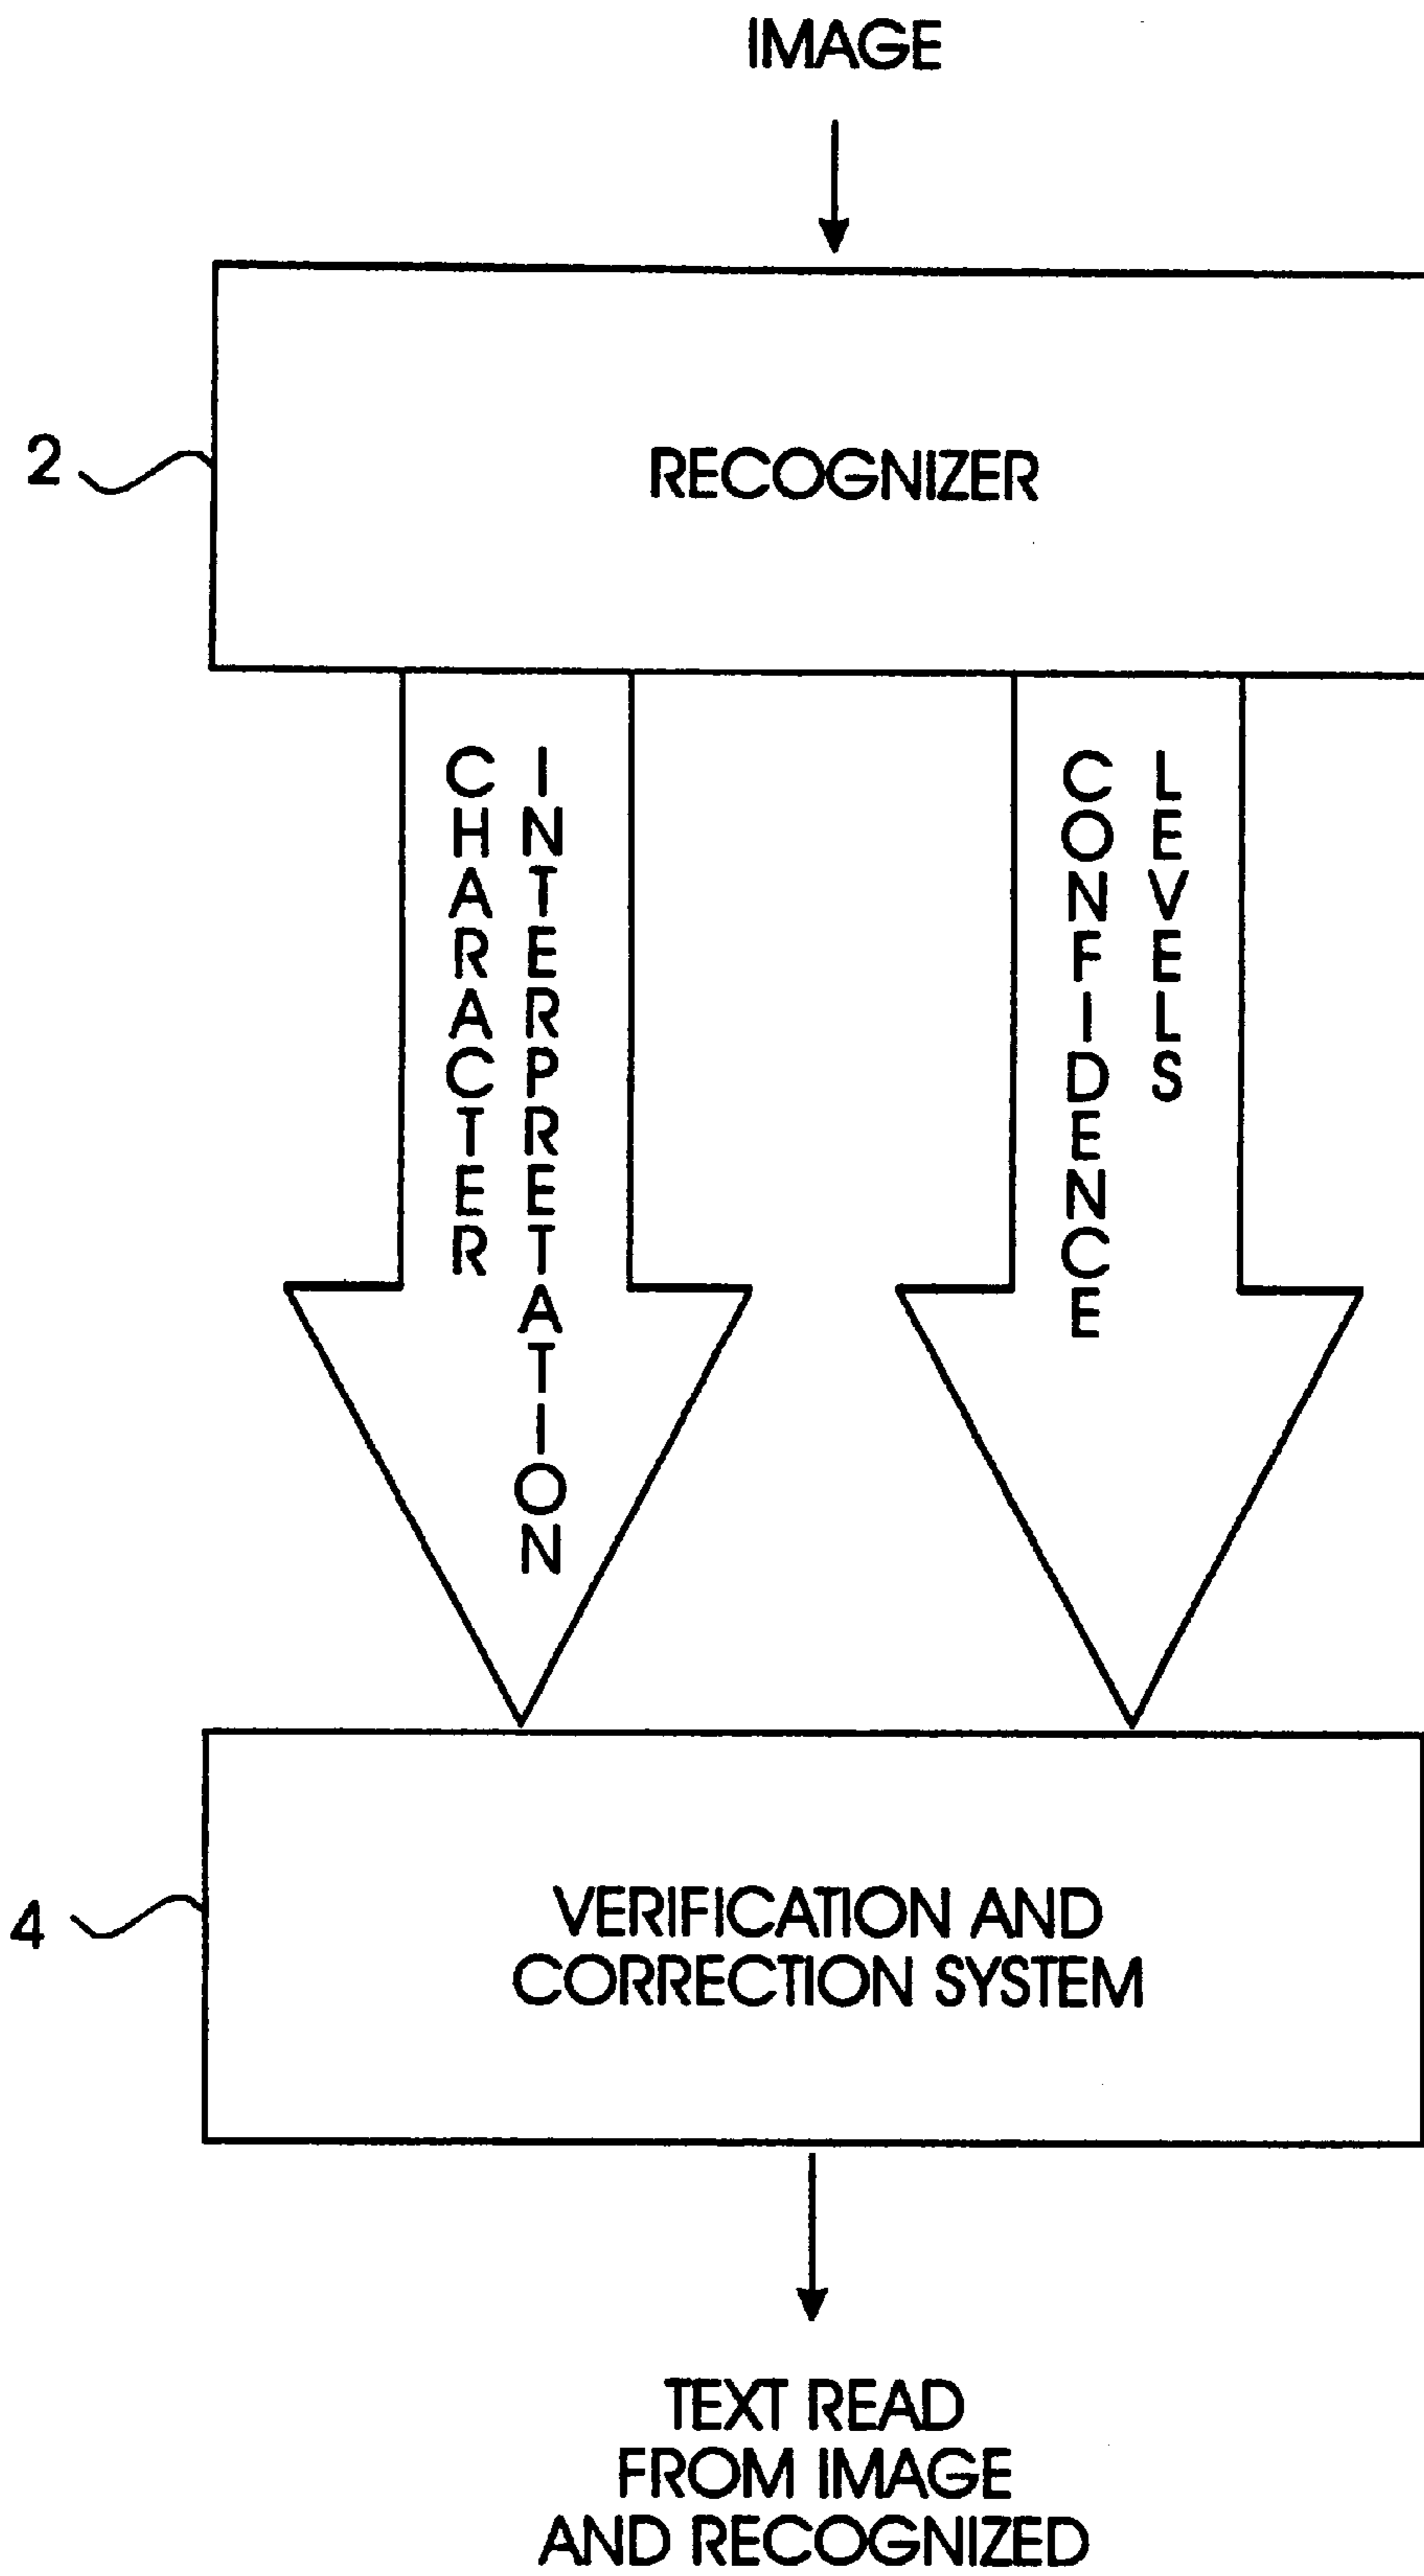 IMAGE
2
RECOGNIZER
CHARACTER
INTERPRETATION
CONFIDENCE
LEVELS
4
VERIFICATION AND
CORRECTION SYSTEM
TEXT READ
FROM IMAGE
AND RECOGNIZED